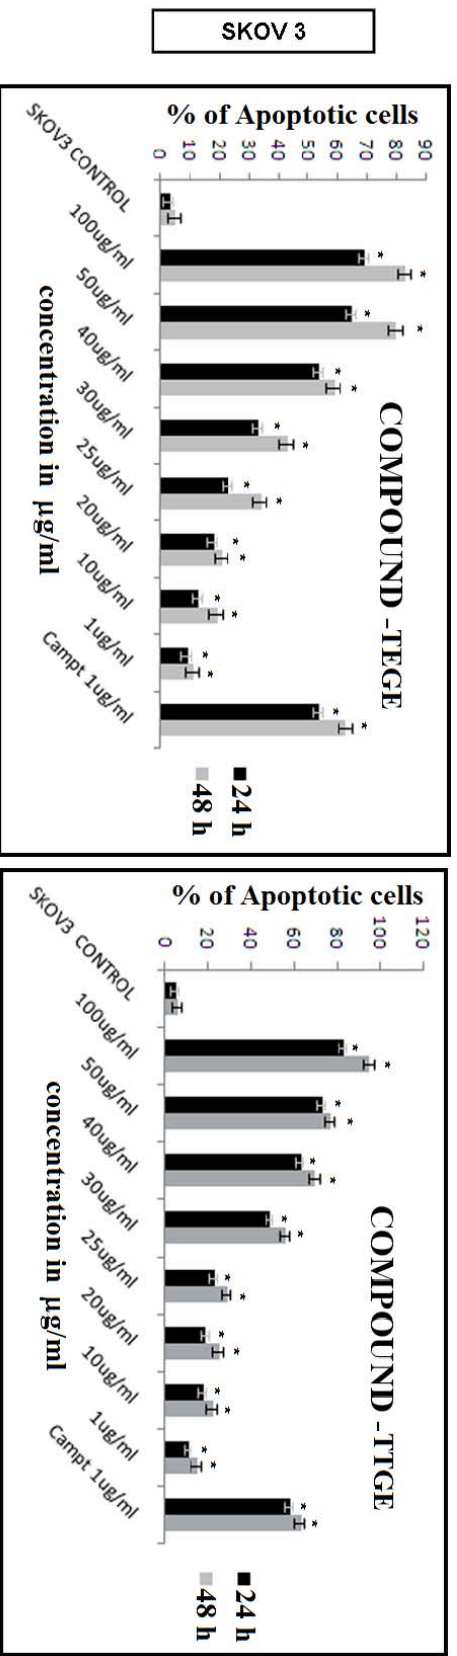 SKOV 3
COMPOUND -TEGE
% of Apoptotic cells
90
80
70
60
50
40
30
20
10
0
SKOV3 CONTROL
100ug/ml
50ug/ml
40ug/ml
30ug/ml
25ug/ml
20ug/ml
10ug/ml
1ug/ml
Campt 1ug/ml
concentration in µg/ml
24 h
48 h
COMPOUND -TTGE
% of Apoptotic cells
120
100
80
60
40
20
0
SKOV3 CONTROL
100ug/ml
50ug/ml
40ug/ml
30ug/ml
25ug/ml
20ug/ml
10ug/ml
1ug/ml
Campt 1ug/ml
concentration in µg/ml
24 h
48 h